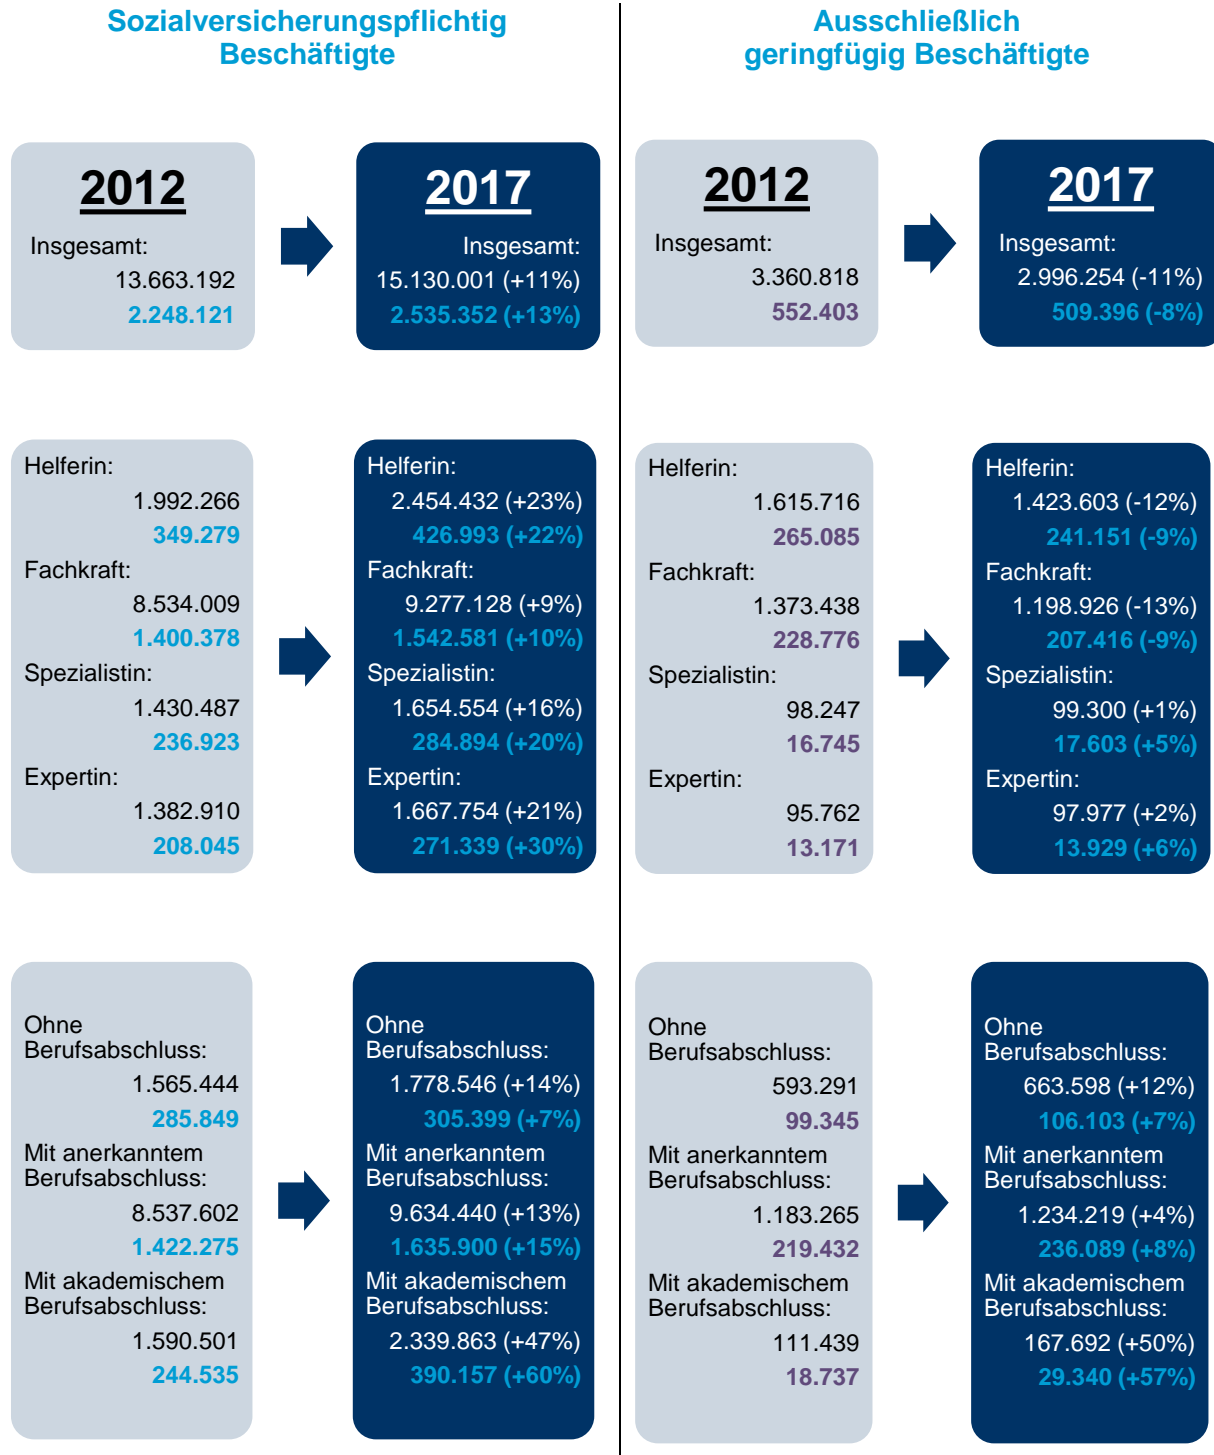 Sozialversicherungspflichtig
Beschäftigte
2012
Insgesamt:
13.663.192
2.248.121
2017
Insgesamt:
15.130.001 (+11%)
2.535.352 (+13%)
Helferin:
1.992.266
349.279
Fachkraft:
8.534.009
1.400.378
Spezialistin:
1.430.487
236.923
Expertin:
1.382.910
208.045
Helferin:
2.454.432 (+23%)
426.993 (+22%)
Fachkraft:
9.277.128 (+9%)
1.542.581 (+10%)
Spezialistin:
1.654.554 (+16%)
284.894 (+20%)
Expertin:
1.667.754 (+21%)
271.339 (+30%)
Ohne
Berufsabschluss:
1.565.444
285.849
Mit anerkanntem
Berufsabschluss:
8.537.602
1.422.275
Mit akademischem
Berufsabschluss:
1.590.501
244.535
Ohne
Berufsabschluss:
1.778.546 (+14%)
305.399 (+7%)
Mit anerkanntem
Berufsabschluss:
9.634.440 (+13%)
1.635.900 (+15%)
Mit akademischem
Berufsabschluss:
2.339.863 (+47%)
390.157 (+60%)
Ausschließlich
geringfügig Beschäftigte
2012
Insgesamt:
3.360.818
552.403
2017
Insgesamt:
2.996.254 (-11%)
509.396 (-8%)
Helferin:
1.615.716
265.085
Fachkraft:
1.373.438
228.776
Spezialistin:
98.247
16.745
Expertin:
95.762
13.171
Helferin:
1.423.603 (-12%)
241.151 (-9%)
Fachkraft:
1.198.926 (-13%)
207.416 (-9%)
Spezialistin:
99.300 (+1%)
17.603 (+5%)
Expertin:
97.977 (+2%)
13.929 (+6%)
Ohne
Berufsabschluss:
593.291
99.345
Mit anerkanntem
Berufsabschluss:
1.183.265
219.432
Mit akademischem
Berufsabschluss:
111.439
18.737
Ohne
Berufsabschluss:
663.598 (+12%)
106.103 (+7%)
Mit anerkanntem
Berufsabschluss:
1.234.219 (+4%)
236.089 (+8%)
Mit akademischem
Berufsabschluss:
167.692 (+50%)
29.340 (+57%)